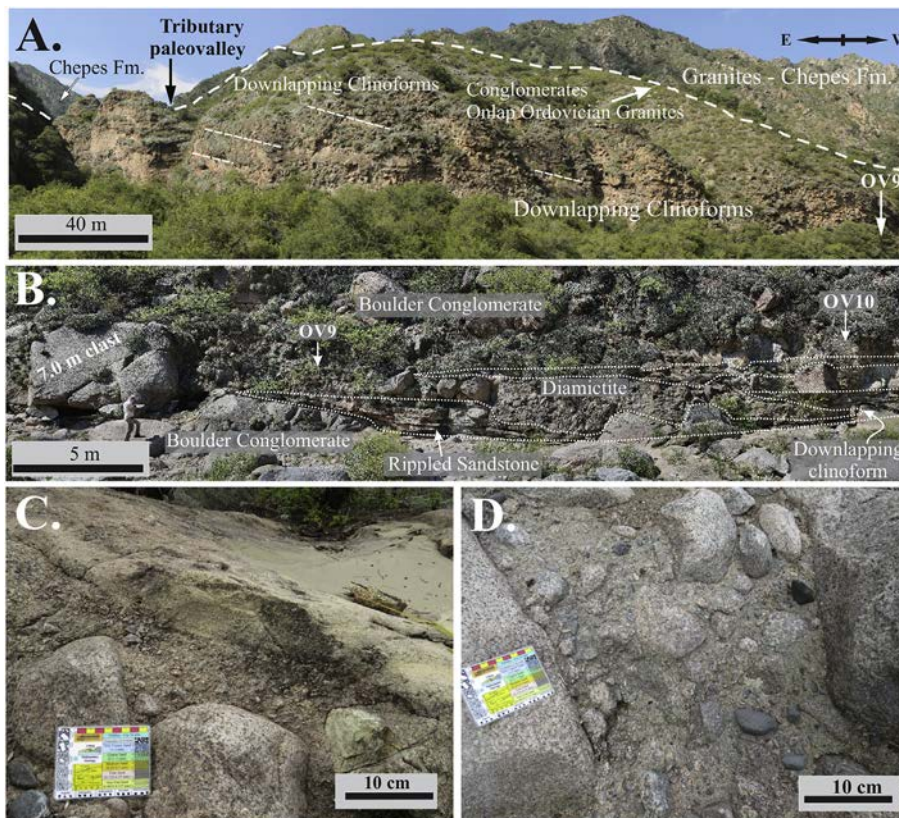 A.
Tributary
paleovalley
Chepes Fm.
Downlapping Clinoforms
Conglomerates
Onlap Ordovician Granites
E
Granites - Chepes Fm.
OV9
Downlapping Clinoforms
40 m
B.
Boulder Conglomerate
OV9
OV10
7.0 m clast
Diamictite
Boulder Conglomerate
Rippled Sandstone
Downlapping
clinoform
5 m
C.
10 cm
D.
10 cm